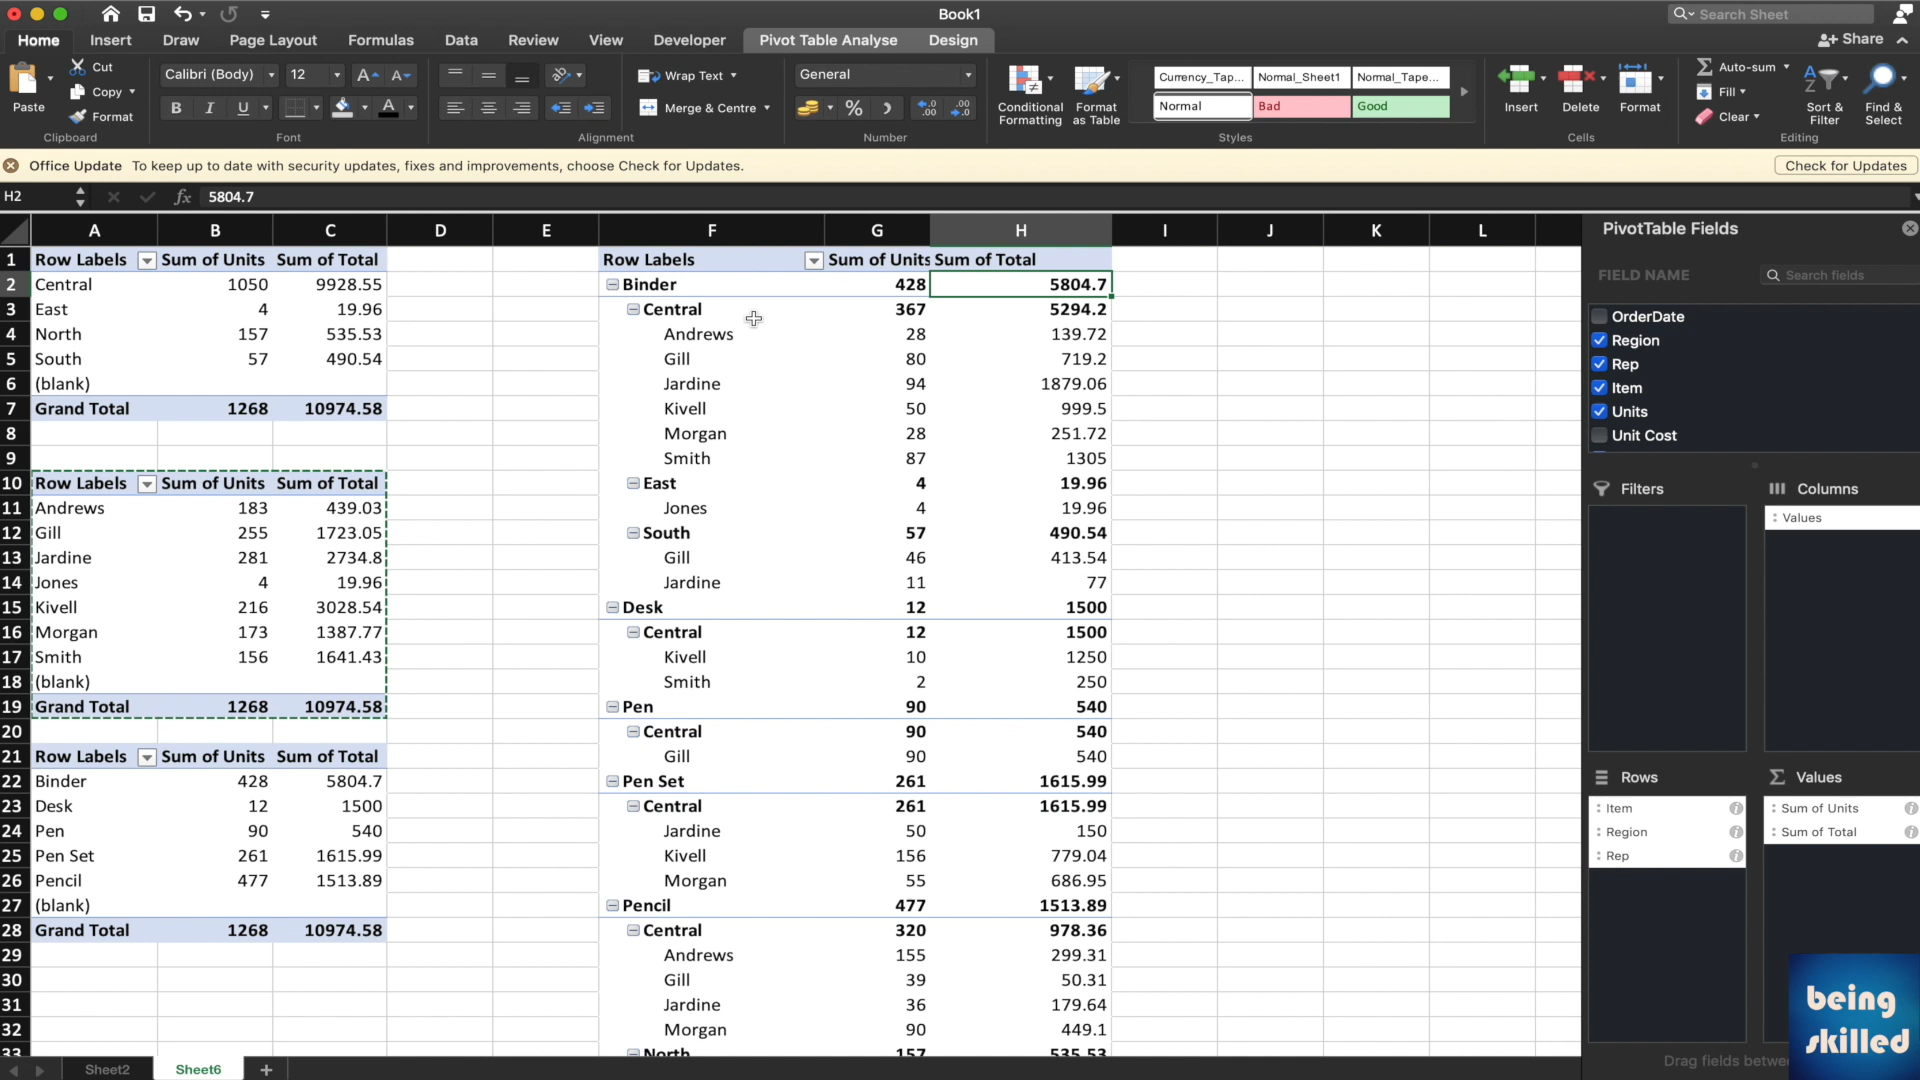 Book1
Search Sheet
Home Insert Draw Page Layout Formulas Data Review View Developer Pivot Table Analyse Design Share
Paste Cut Copy Format Clipboard
Calibri (Body) 12 B I U A A A Font
Wrap Text Merge & Centre Alignment
General % Number
Conditional Formatting Format as Table
Currency_Tap... Normal_Sheet1 Normal_Tape...
Normal Bad Good
Styles
Insert Delete Format Cells
Auto-sum Fill Clear Sort & Filter Find & Select Editing
Office Update To keep up to date with security updates, fixes and improvements, choose Check for Updates. Check for Updates
H2 fx 5804.7
A B C D E F G H I J K L
1 Row Labels Sum of Units Sum of Total Row Labels Sum of Units Sum of Total
2 Central 1050 9928.55 Binder 428 5804.7
3 East 4 19.96 Central 367 5294.2
4 North 157 535.53 Andrews 28 139.72
5 South 57 490.54 Gill 80 719.2
6 (blank) Jardine 94 1879.06
7 Grand Total 1268 10974.58 Kivell 50 999.5
8 Morgan 28 251.72
9 Smith 87 1305
10 Row Labels Sum of Units Sum of Total East 4 19.96
11 Andrews 183 439.03 Jones 4 19.96
12 Gill 255 1723.05 South 57 490.54
13 Jardine 281 2734.8 Gill 46 413.54
14 Jones 4 19.96 Jardine 11 77
15 Kivell 216 3028.54 Desk 12 1500
16 Morgan 173 1387.77 Central 12 1500
17 Smith 156 1641.43 Kivell 10 1250
18 (blank) Smith 2 250
19 Grand Total 1268 10974.58 Pen 90 540
20 Central 90 540
21 Row Labels Sum of Units Sum of Total Gill 90 540
22 Binder 428 5804.7 Pen Set 261 1615.99
23 Desk 12 1500 Central 261 1615.99
24 Pen 90 540 Jardine 50 150
25 Pen Set 261 1615.99 Kivell 156 779.04
26 Pencil 477 1513.89 Morgan 55 686.95
27 (blank) Pencil 477 1513.89
28 Grand Total 1268 10974.58 Central 320 978.36
29 Andrews 155 299.31
30 Gill 39 50.31
31 Jardine 36 179.64
32 Morgan 90 449.1
33 North 157 535.53
Sheet2 Sheet6 +
PivotTable Fields
FIELD NAME Search fields
OrderDate
Region
Rep
Item
Units
Unit Cost
Filters Columns
Values
Rows Values
Item Sum of Units
Region Sum of Total
Rep
Drag fields betwe
being
skilled